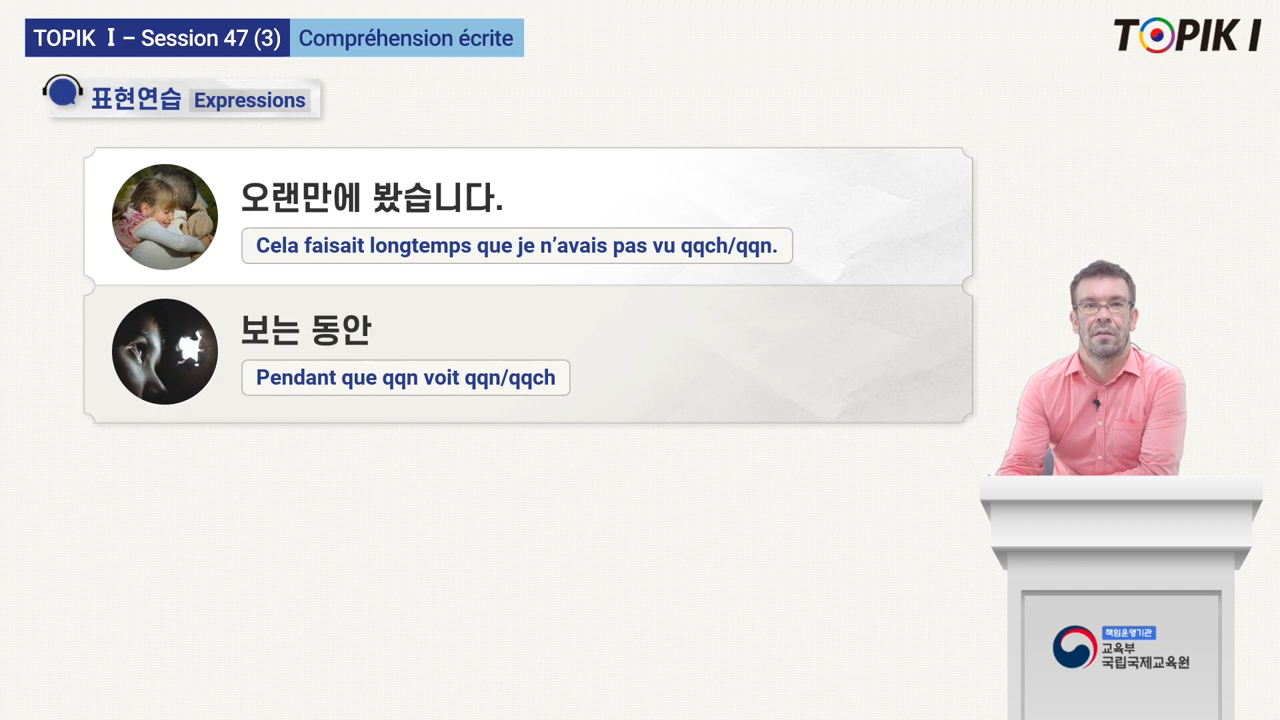 TOPIK Ⅰ – Session 47 (3) Compréhension écrite
TOPIK I
표현연습 Expressions
오랜만에 봤습니다.
Cela faisait longtemps que je n’avais pas vu qqch/qqn.
보는 동안
Pendant que qqn voit qqn/qqch
책임운영기관
교육부
국립국제교육원